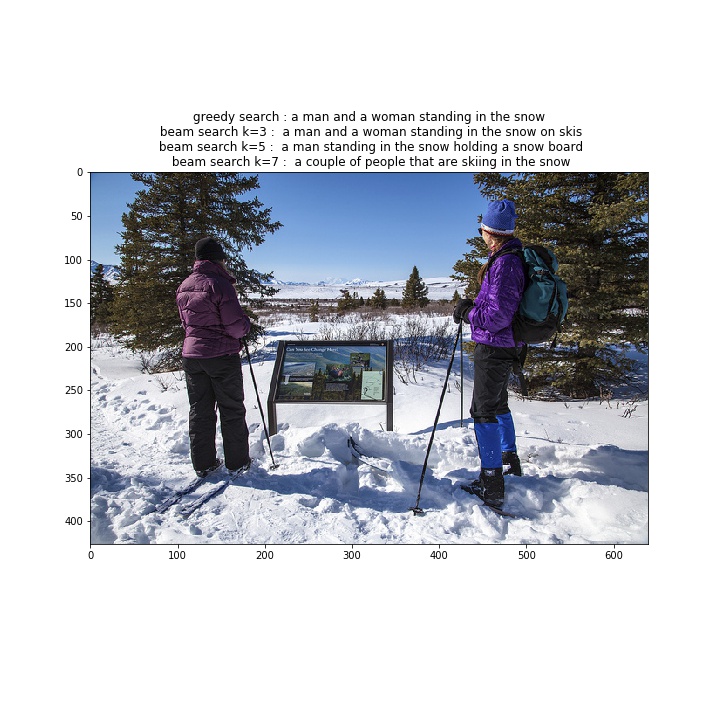 greedy search : a man and a woman standing in the snow
beam search k=3 :  a man and a woman standing in the snow on skis
beam search k=5 :  a man standing in the snow holding a snow board
beam search k=7 :  a couple of people that are skiing in the snow
0
50
100
150
200
250
300
350
400
0 100 200 300 400 500 600